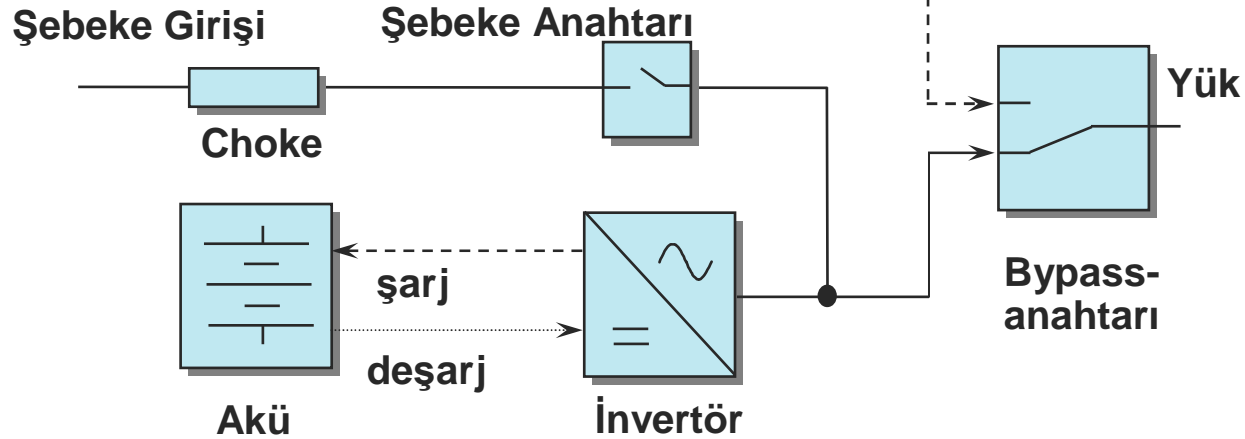 Şebeke Girişi
Şebeke Anahtarı
Yük
Choke
şarj
deşarj
Bypass-
anahtarı
Akü
İnvertör